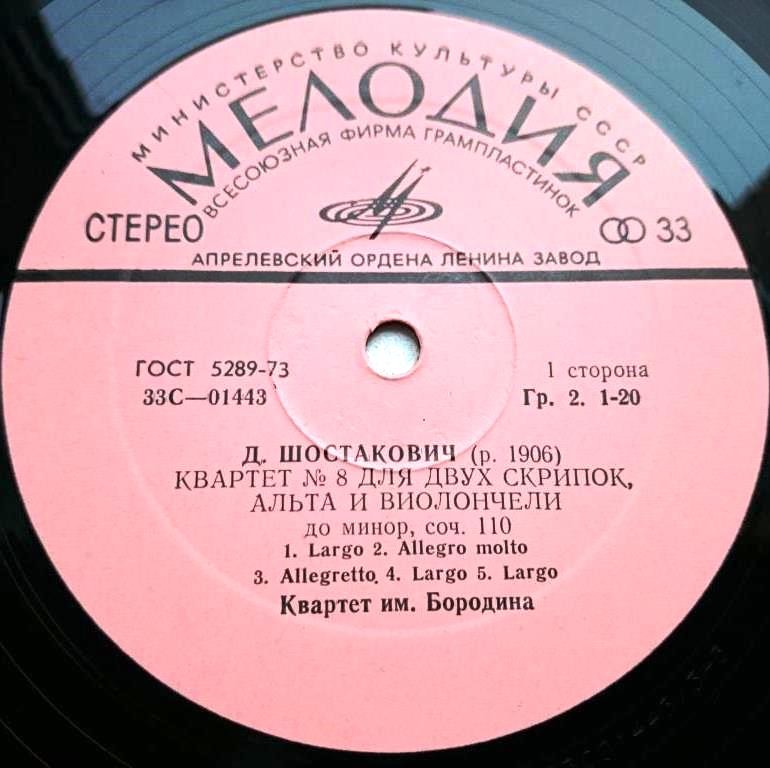 МИНИСТЕРСТВО КУЛЬТУРЫ СССР
МЕЛОДИЯ
ВСЕСОЮЗНАЯ ФИРМА ГРАМПЛАСТИНОК
СТЕРЕО
33
АПРЕЛЕВСКИЙ ОРДЕНА ЛЕНИНА ЗАВОД
ГОСТ 5289-73
1 сторона
33С—01443
Гр. 2. 1-20
Д. ШОСТАКОВИЧ (р. 1906)
КВАРТЕТ № 8 ДЛЯ ДВУХ СКРИПОК,
АЛЬТА И ВИОЛОНЧЕЛИ
до минор, соч. 110
1. Largo 2. Allegro molto
3. Allegretto. 4. Largo 5. Largo
Квартет им. Бородина